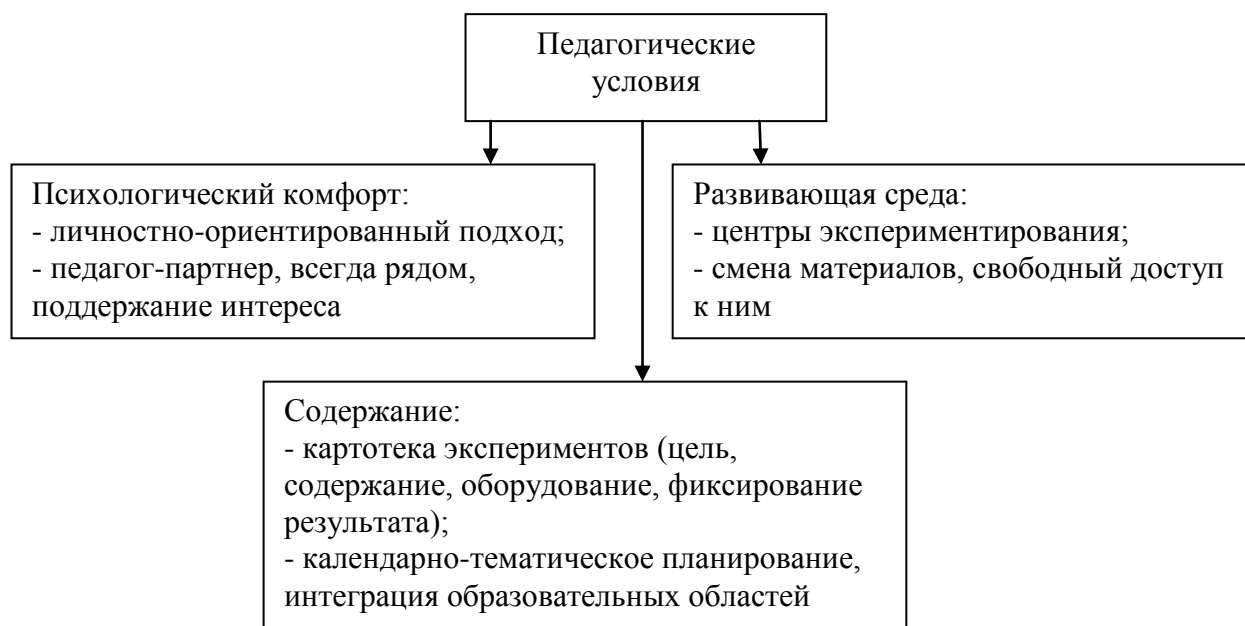 Педагогические
условия
Психологический комфорт:
- личностно-ориентированный подход;
- педагог-партнер, всегда рядом,
поддержание интереса
Развивающая среда:
- центры экспериментирования;
- смена материалов, свободный доступ
к ним
Содержание:
- картотека экспериментов (цель,
содержание, оборудование, фиксирование
результата);
- календарно-тематическое планирование,
интеграция образовательных областей